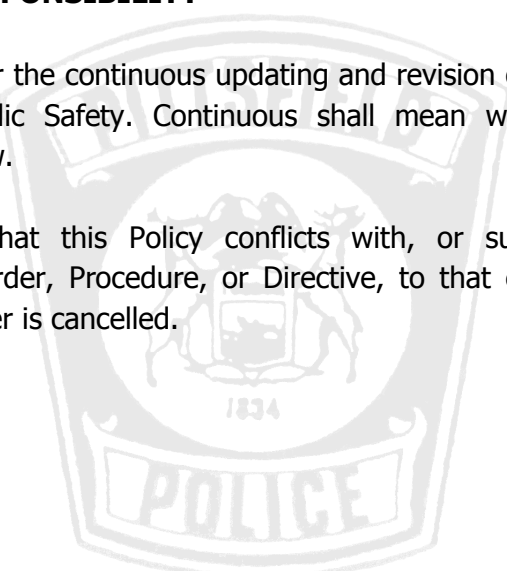 PONSIBILITY
r the continuous updating and revision
lic Safety. Continuous shall mean w
hat this Policy conflicts with, or su
rder, Procedure, or Directive, to that
er is cancelled.
1834
POLICE